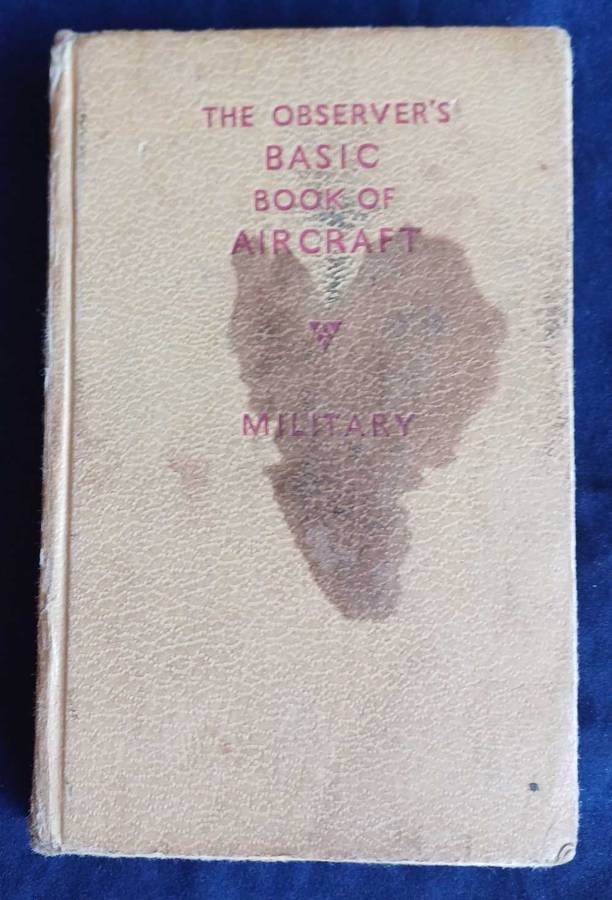 THE OBSERVER'S
BASIC
BOOK OF
AIRCRAFT
MILITARY